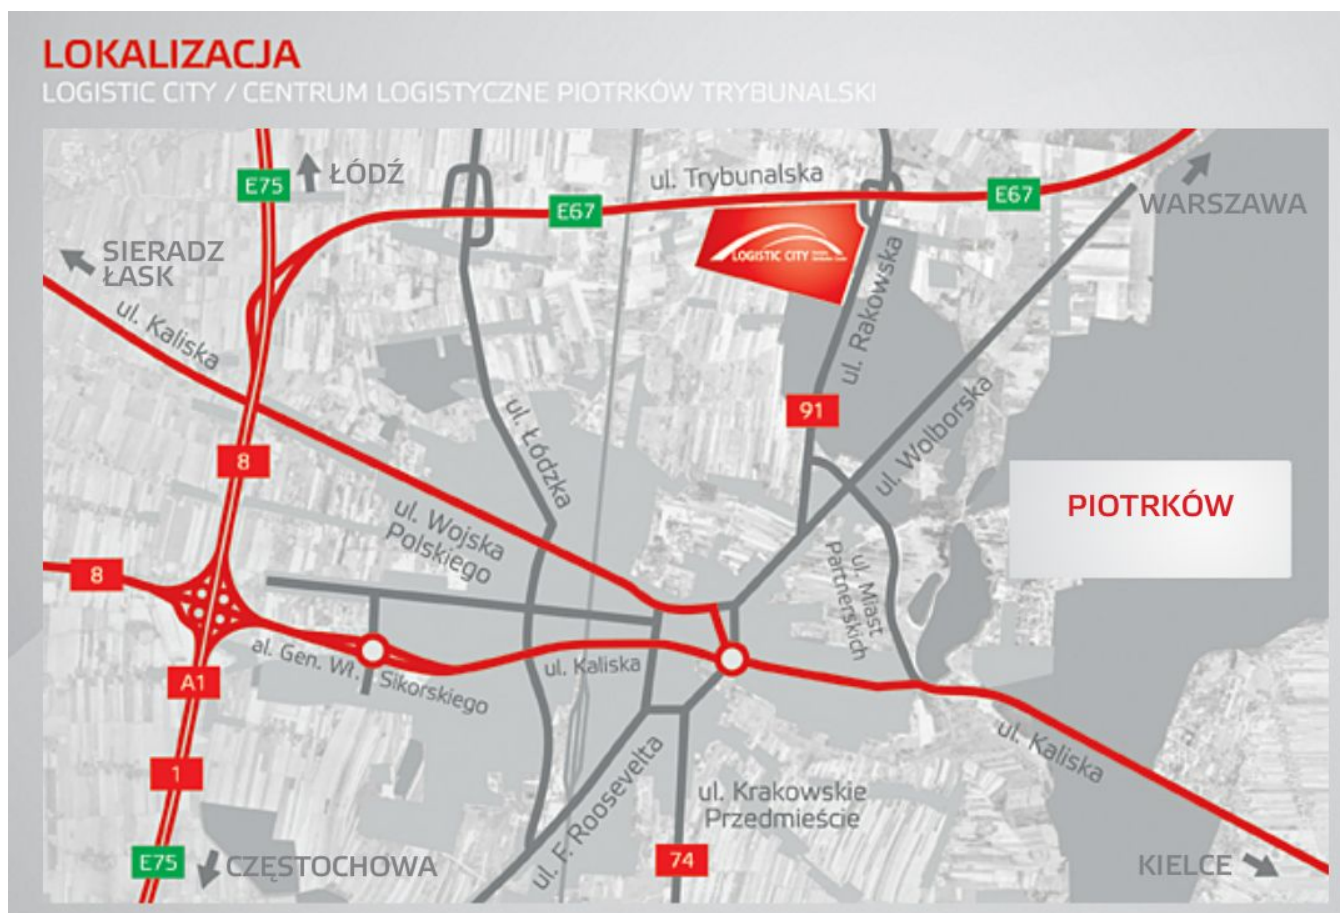 LOKALIZACJA
LOGISTIC CITY / CENTRUM LOGISTYCZNE PIOTRKÓW TRYBUNALSKI
E75
ŁÓDŹ
ul. Trybunalska
E67
E67
WARSZAWA
SIERADZ
ŁASK
LOGISTIC CITY
ul. Kaliska
ul. Rakowska
91
ul. Łódzka
ul. Wolborska
8
PIOTRKÓW
ul. Wojska
Polskiego
8
ul. Miast
Partnerskich
al. Gen. Wł. Sikorskiego
ul. Kaliska
A1
ul. Kaliska
1
ul. F. Roosevelta
ul. Krakowskie
Przedmieście
E75
CZĘSTOCHOWA
74
KIELCE